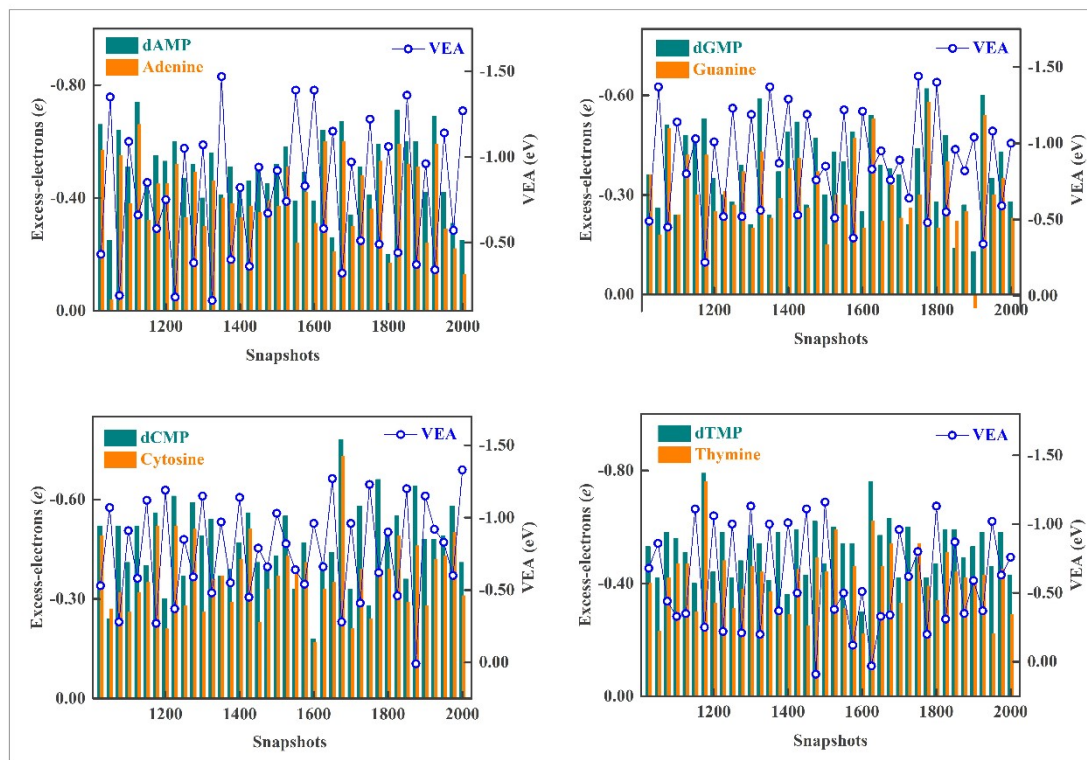 dAMP
Adenine
VEA
-0.80
-0.40
0.00
-1.50
-1.00
-0.50
1200 1400 1600 1800 2000
Snapshots
Excess-electrons (e)
VEA (eV)
dGMP
Guanine
VEA
-0.60
-0.30
0.00
-1.50
-1.00
-0.50
0.00
1200 1400 1600 1800 2000
Snapshots
Excess-electrons (e)
VEA (eV)
dCMP
Cytosine
VEA
-0.60
-0.30
0.00
-1.50
-1.00
-0.50
0.00
1200 1400 1600 1800 2000
Snapshots
Excess-electrons (e)
VEA (eV)
dTMP
Thymine
VEA
-0.80
-0.40
0.00
-1.50
-1.00
-0.50
0.00
1200 1400 1600 1800 2000
Snapshots
Excess-electrons (e)
VEA (eV)